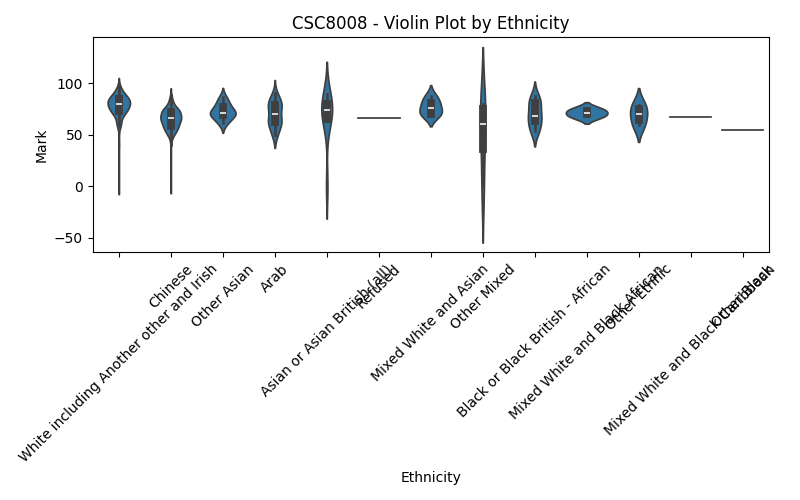 CSC8008 - Violin Plot by Ethnicity
Mark
100
50
0
−50
White including Another other and Irish
Chinese
Other Asian
Arab
Asian or Asian British (all)
Refused
Mixed White and Asian
Other Mixed
Black or Black British - African
Mixed White and Black African
Other Ethnic
Mixed White and Black Caribbean
Other Black
Ethnicity